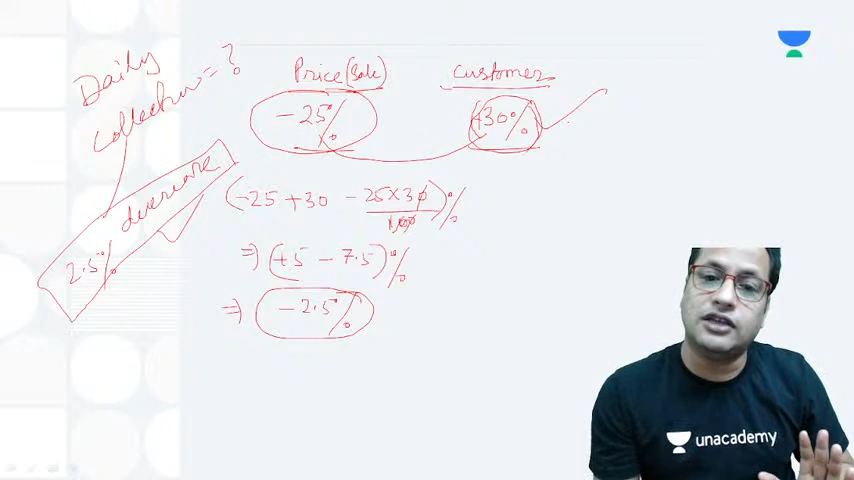 Daily
collection = ?
Price (Sale)
customer
-25%
+30%
(-25 + 30 - 25×30/100)%
⇒ (+5 - 7.5)%
⇒ -2.5%
2.5% decrease
unacademy